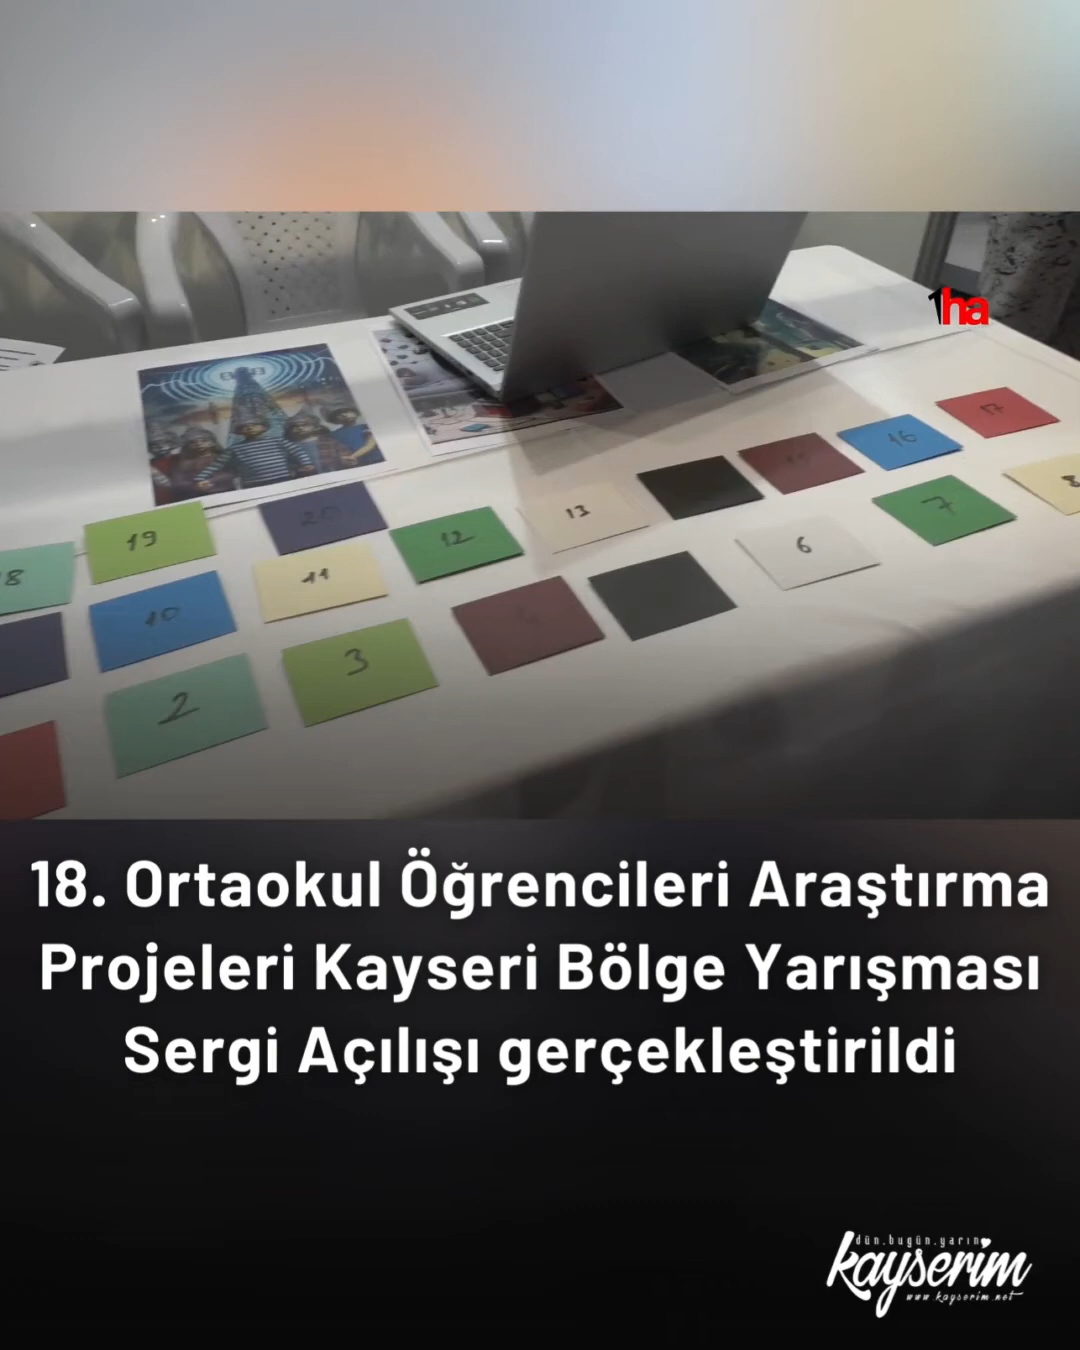 1ha
17
16
8
7
13
6
12
20
19
11
8
10
3
2
18. Ortaokul Öğrencileri Araştırma
Projeleri Kayseri Bölge Yarışması
Sergi Açılışı gerçekleştirildi
dün.bugün.yarın
kayserim
www.kayserim.net